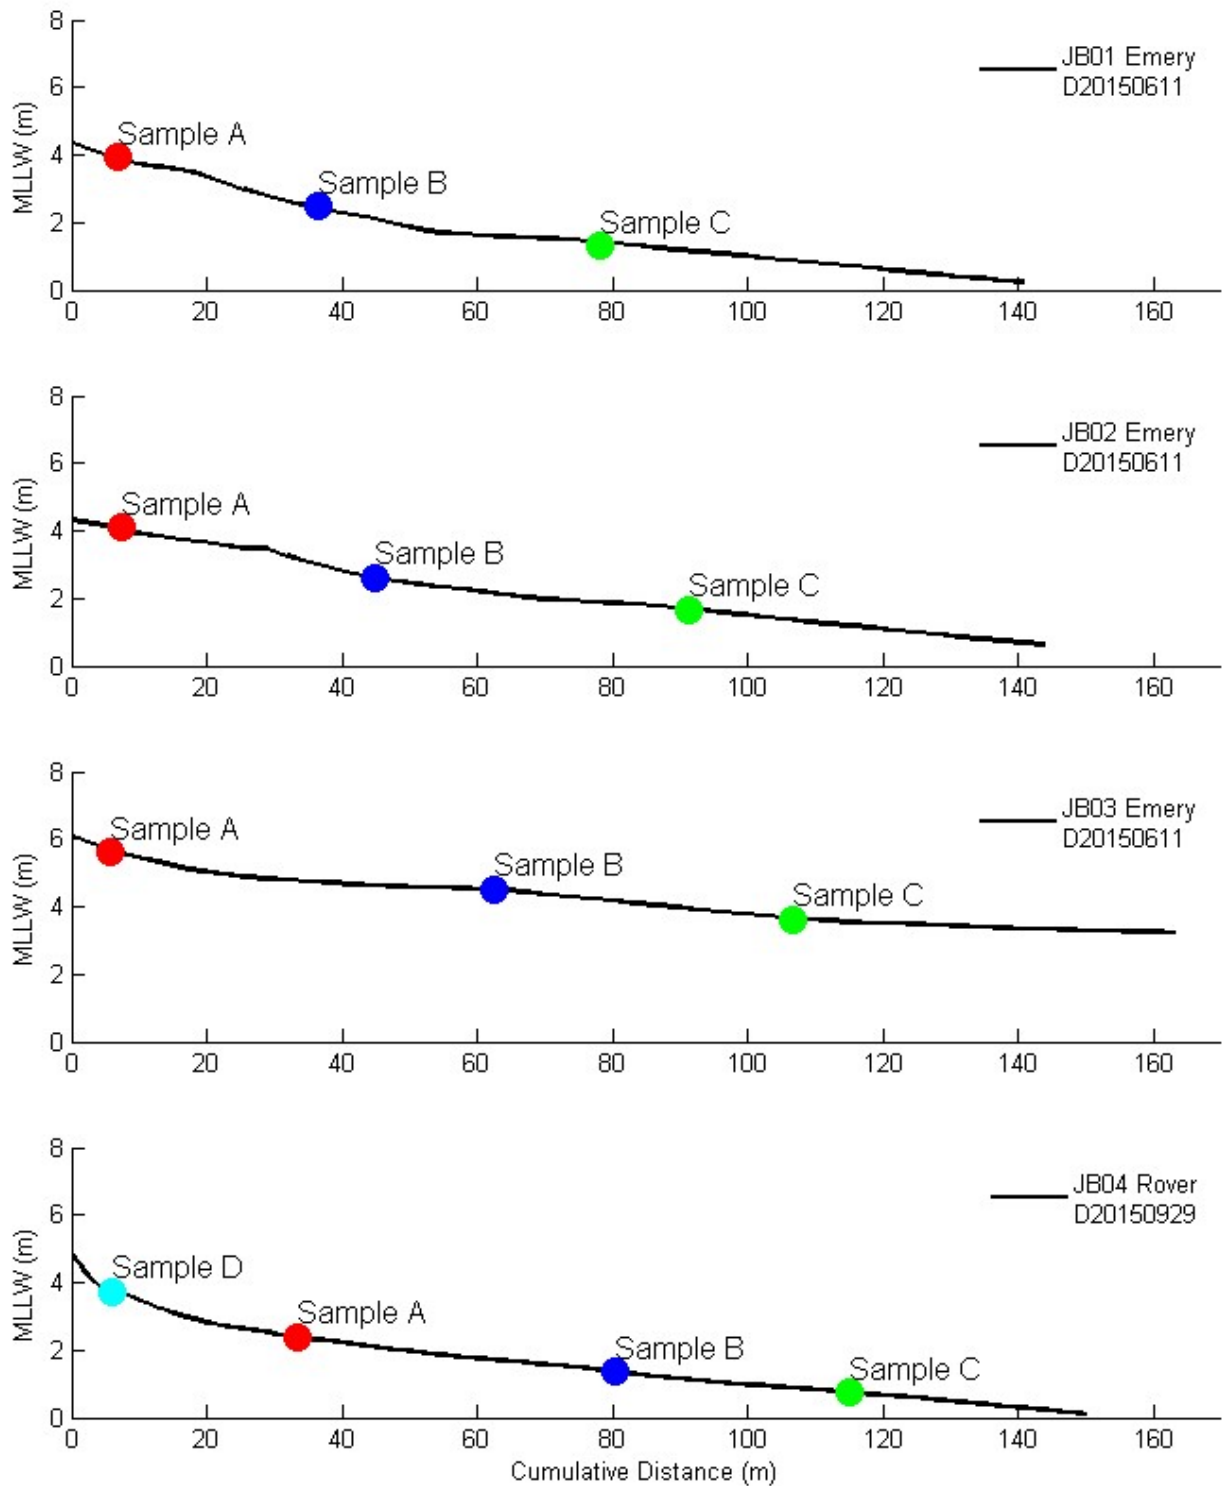 8
6
4
2
0
MLLW (m)
JB01 Emery
D20150611
Sample A
Sample B
Sample C
0 20 40 60 80 100 120 140 160
8
6
4
2
0
MLLW (m)
JB02 Emery
D20150611
Sample A
Sample B
Sample C
0 20 40 60 80 100 120 140 160
8
6
4
2
0
MLLW (m)
JB03 Emery
D20150611
Sample A
Sample B
Sample C
0 20 40 60 80 100 120 140 160
8
6
4
2
0
MLLW (m)
JB04 Rover
D20150929
Sample D
Sample A
Sample B
Sample C
0 20 40 60 80 100 120 140 160
Cumulative Distance (m)